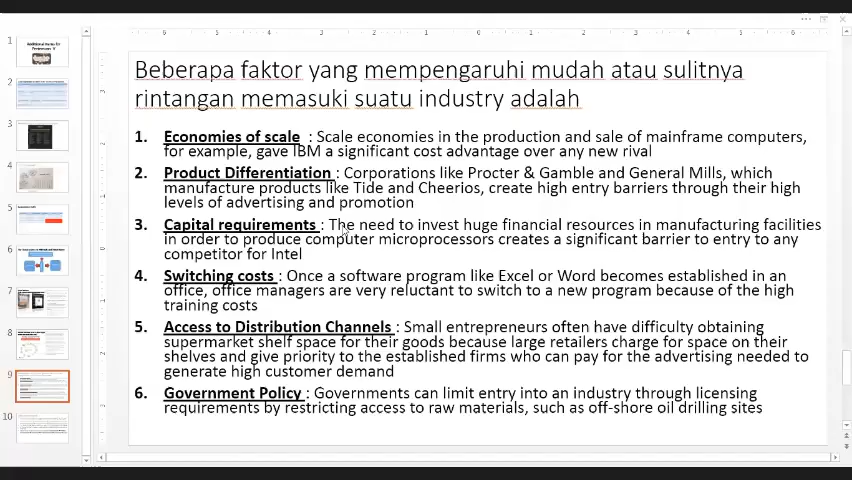 Beberapa faktor yang mempengaruhi mudah atau sulitnya
rintangan memasuki suatu industry adalah
1. Economies of scale : Scale economies in the production and sale of mainframe computers,
for example, gave IBM a significant cost advantage over any new rival
2. Product Differentiation : Corporations like Procter & Gamble and General Mills, which
manufacture products like Tide and Cheerios, create high entry barriers through their high
levels of advertising and promotion
3. Capital requirements : The need to invest huge financial resources in manufacturing facilities
in order to produce computer microprocessors creates a significant barrier to entry to any
competitor for Intel
4. Switching costs : Once a software program like Excel or Word becomes established in an
office, office managers are very reluctant to switch to a new program because of the high
training costs
5. Access to Distribution Channels : Small entrepreneurs often have difficulty obtaining
supermarket shelf space for their goods because large retailers charge for space on their
shelves and give priority to the established firms who can pay for the advertising needed to
generate high customer demand
6. Government Policy : Governments can limit entry into an industry through licensing
requirements by restricting access to raw materials, such as off-shore oil drilling sites
1
2
3
4
5
6
7
8
9
10